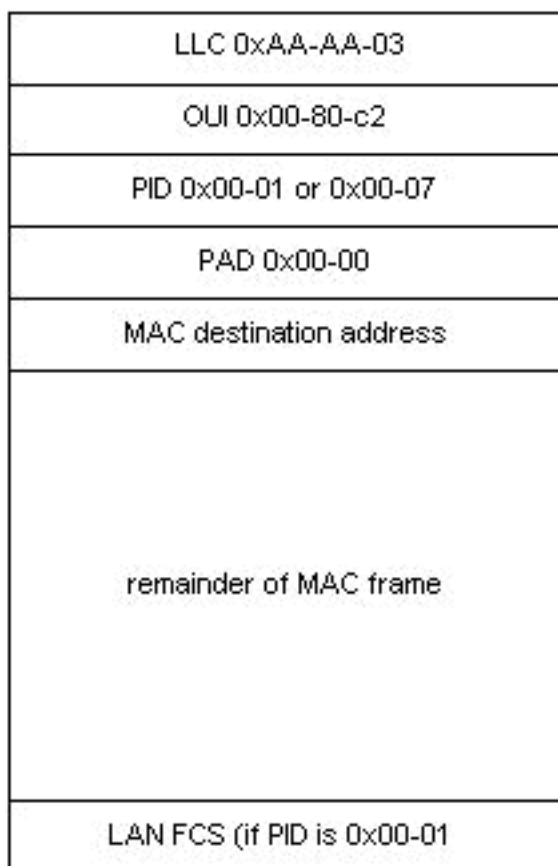 LLC 0xAA-AA-03
OUI 0x00-80-c2
PID 0x00-01 or 0x00-07
PAD 0x00-00
MAC destination address
remainder of MAC frame
LAN FCS (if PID is 0x00-01